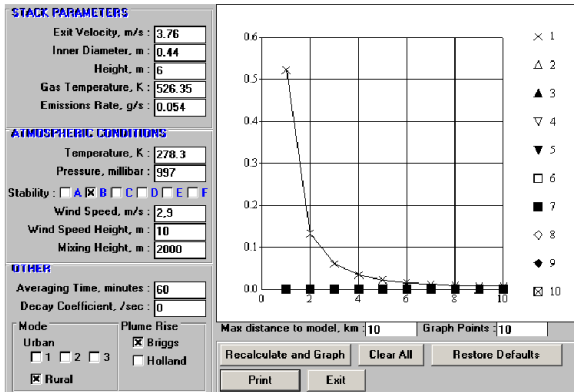 STACK PARAMETERS
Exit Velocity, m/s : 3.76
Inner Diameter, m : 0.44
Height, m : 6
Gas Temperature, K : 526.35
Emissions Rate, g/s : 0.054
ATMOSPHERIC CONDITIONS
Temperature, K : 278.3
Pressure, millibar : 997
Stability : A B C D E F
Wind Speed, m/s : 2.9
Wind Speed Height, m : 10
Mixing Height, m : 2000
OTHER
Averaging Time, minutes : 60
Decay Coefficient, /sec : 0
Mode
Urban
1 2 3
Rural
Plume Rise
Briggs
Holland
0.6
0.5
0.4
0.3
0.2
0.1
0.0
0 2 4 6 8 10
1
2
3
4
5
6
7
8
9
10
Max distance to model, km : 10 Graph Points : 10
Recalculate and Graph Clear All Restore Defaults
Print Exit